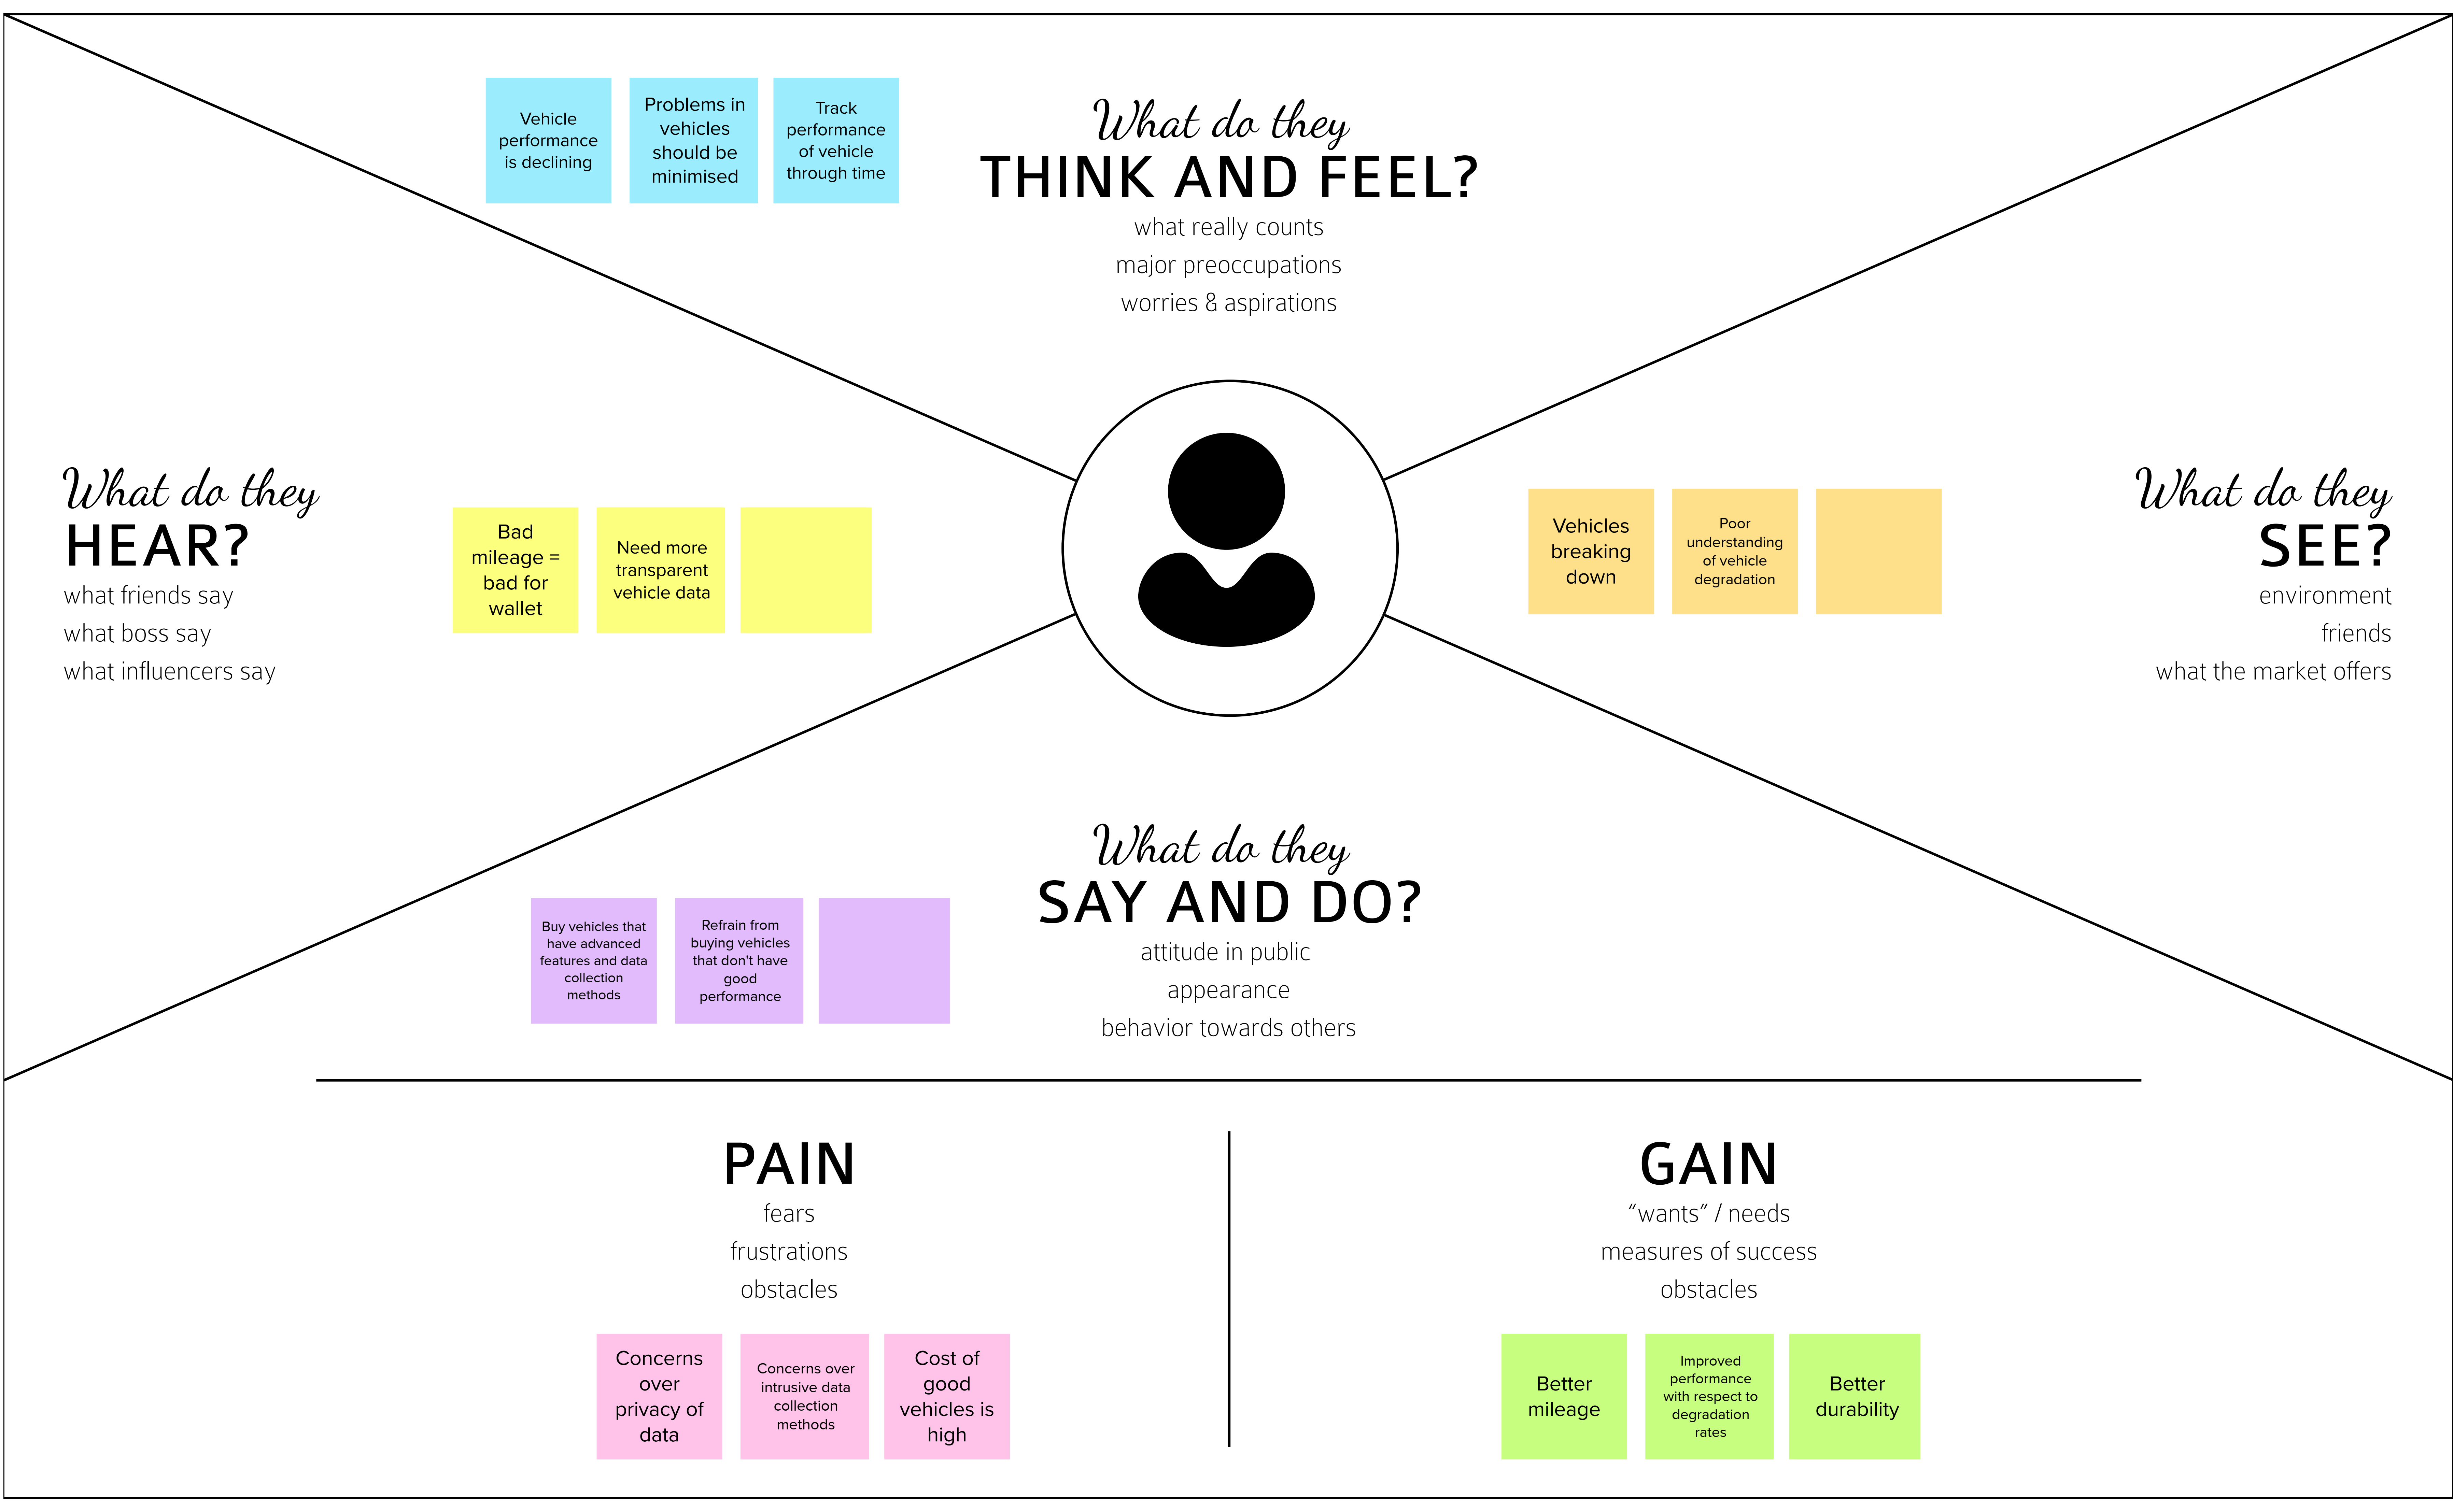 What do they
THINK AND FEEL?
what really counts
major preoccupations
worries & aspirations
Vehicle
performance
is declining
Problems in
vehicles
should be
minimised
Track
performance
of vehicle
through time
What do they
HEAR?
what friends say
what boss say
what influencers say
Bad
mileage =
bad for
wallet
Need more
transparent
vehicle data
What do they
SEE?
environment
friends
what the market offers
Vehicles
breaking
down
Poor
understanding
of vehicle
degradation
What do they
SAY AND DO?
attitude in public
appearance
behavior towards others
Buy vehicles that
have advanced
features and data
collection
methods
Refrain from
buying vehicles
that don't have
good
performance
PAIN
fears
frustrations
obstacles
Concerns
over
privacy of
data
Concerns over
intrusive data
collection
methods
Cost of
good
vehicles is
high
GAIN
“wants” / needs
measures of success
obstacles
Better
mileage
Improved
performance
with respect to
degradation
rates
Better
durability